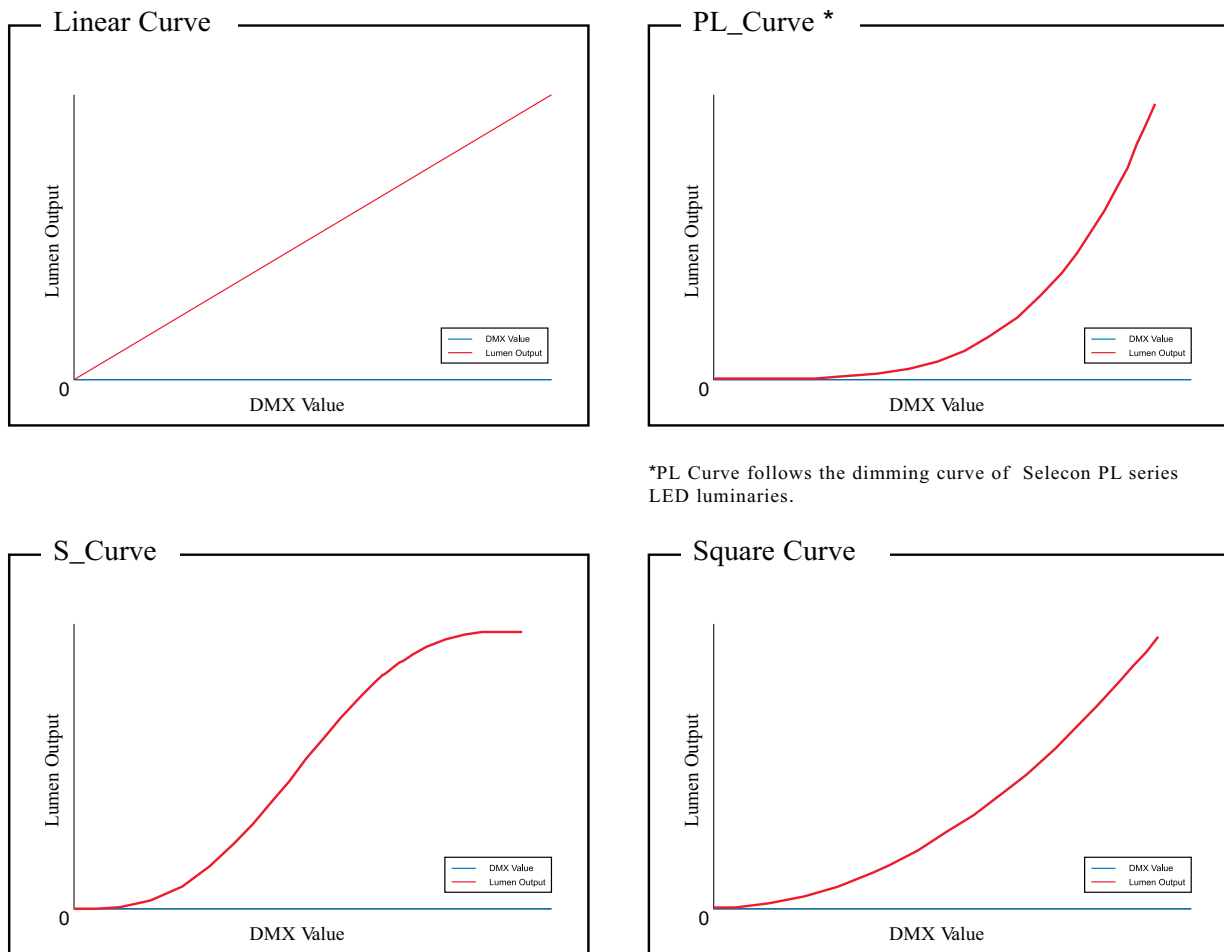 Linear Curve
Lumen Output
DMX Value
Lumen Output
0
DMX Value
PL_Curve *
Lumen Output
DMX Value
Lumen Output
0
DMX Value
*PL Curve follows the dimming curve of Selecon PL series
LED luminaries.
S_Curve
Lumen Output
DMX Value
Lumen Output
0
DMX Value
Square Curve
Lumen Output
DMX Value
Lumen Output
0
DMX Value